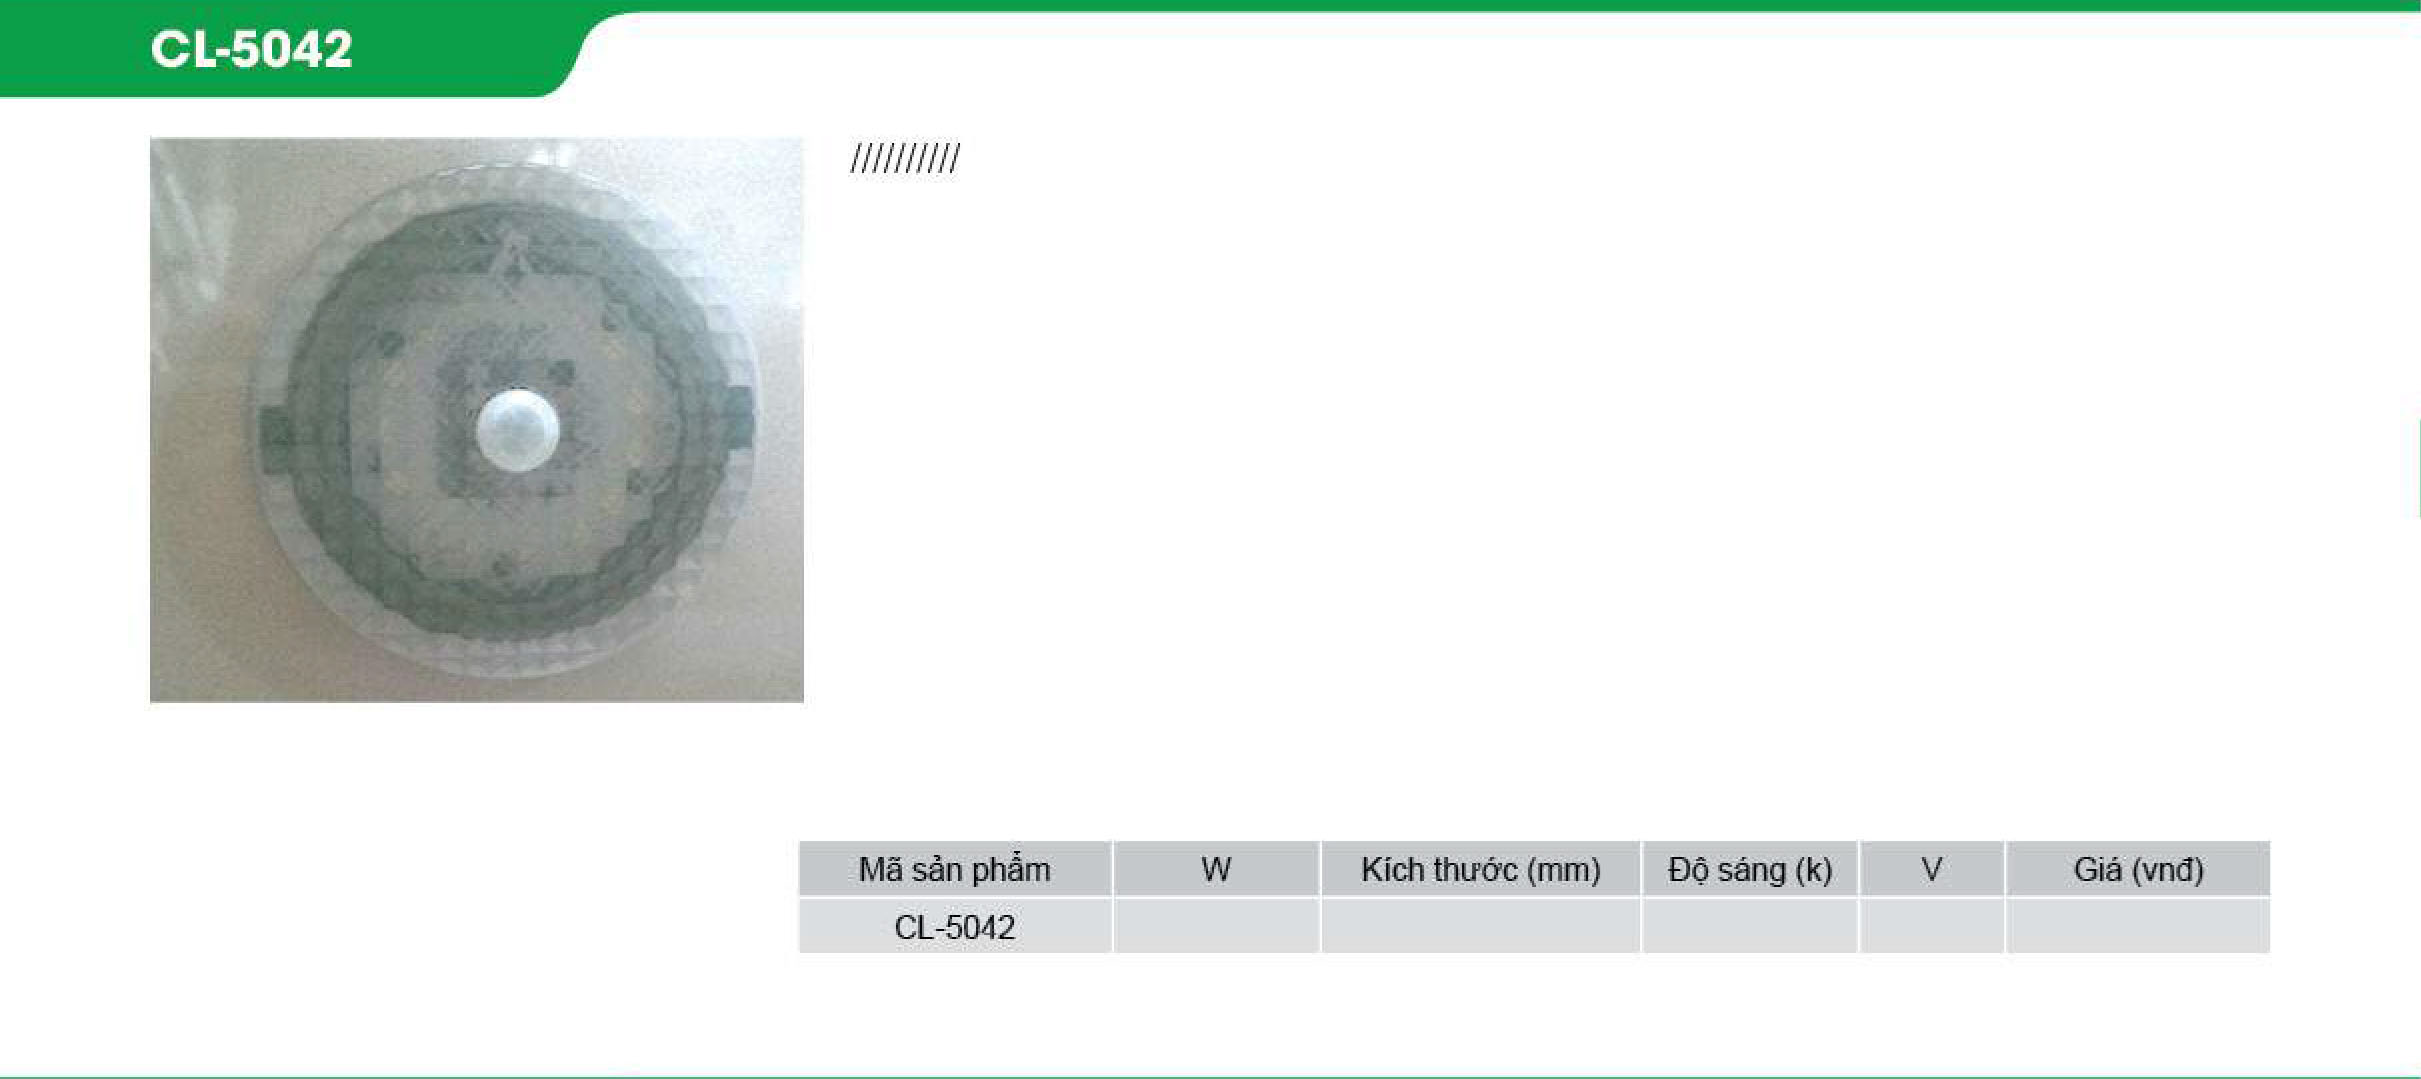 CL-5042
//////////
Mã sản phẩm W Kích thước (mm) Độ sáng (k) V Giá (vnđ)
CL-5042